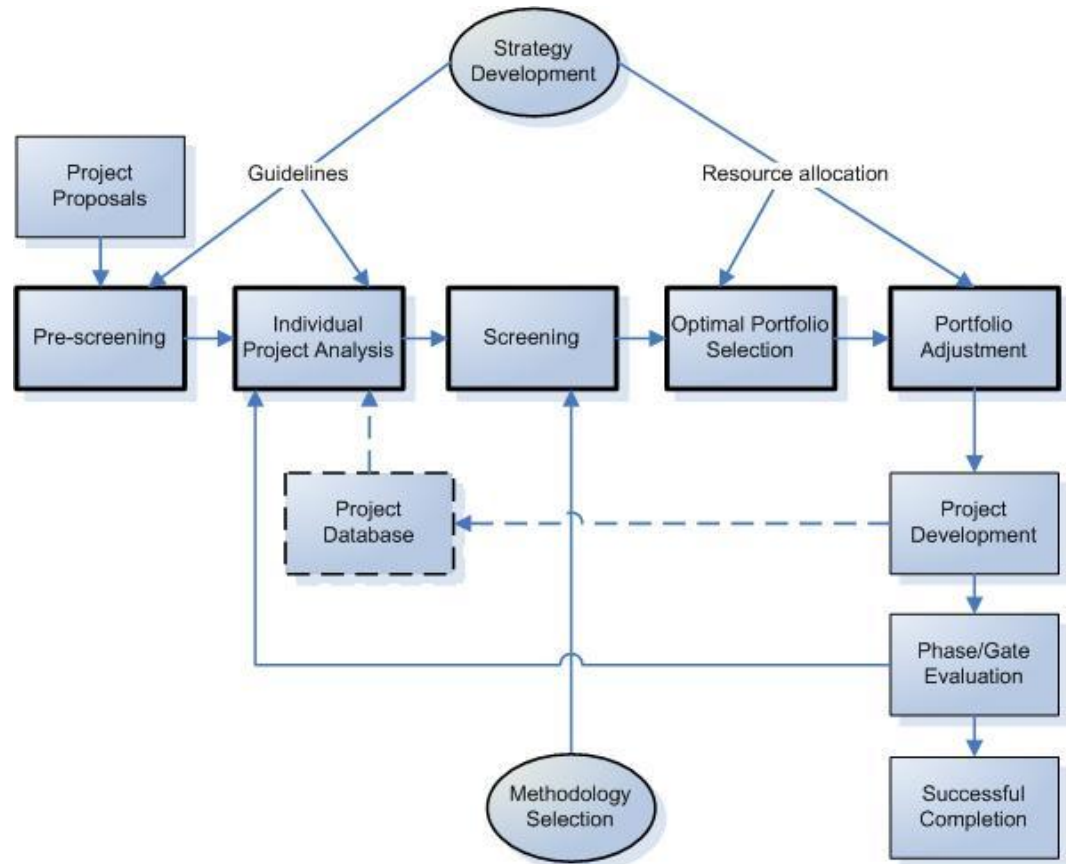 Strategy
Development
Project
Proposals
Guidelines
Resource allocation
Pre-screening
Individual
Project Analysis
Screening
Optimal Portfolio
Selection
Portfolio
Adjustment
Project
Database
Project
Development
Phase/Gate
Evaluation
Methodology
Selection
Successful
Completion